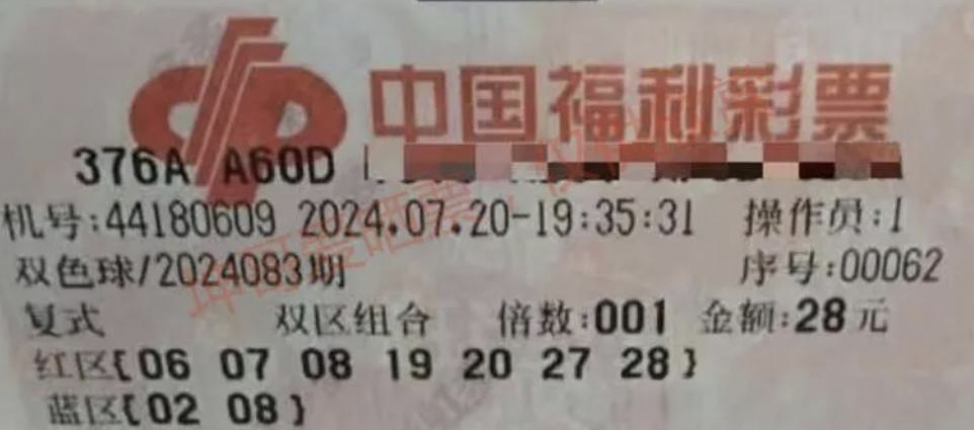 中国福利彩票
376A A60D
机号:44180609 2024.07.20-19:35:31 操作员:1
双色球/2024083期 序号:00062
复式 双区组合 倍数:001 金额:28元
红区{06 07 08 19 20 27 28}
蓝区{02 08}